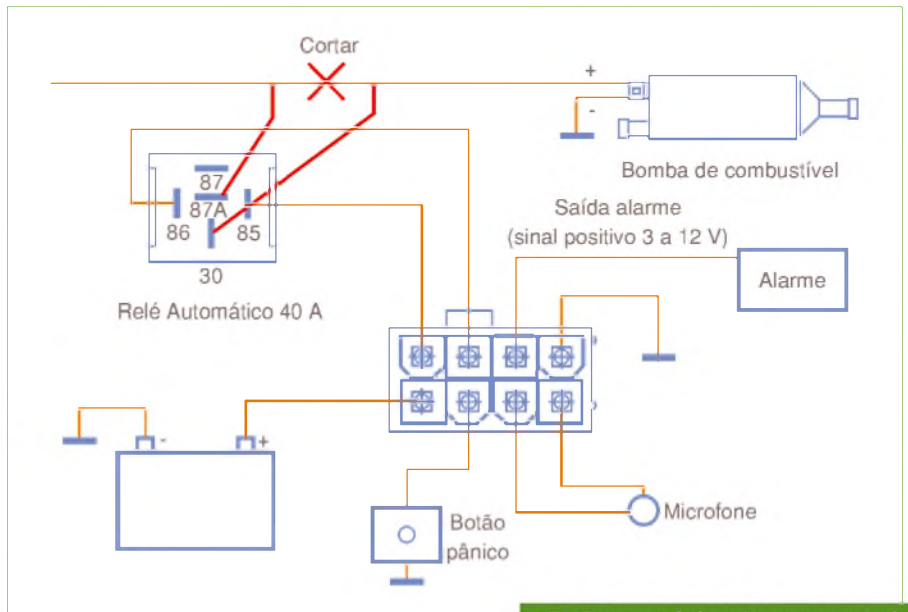 Cortar
+
-
Bomba de combustível
87
87A
86
85
30
Relé Automático 40 A
Saída alarme
(sinal positivo 3 a 12 V)
Alarme
-
+
Botão
pânico
Microfone